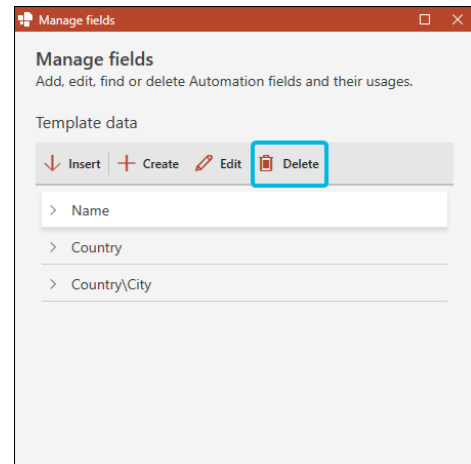 Manage fields
Manage fields
Add, edit, find or delete Automation fields and their usages.
Template data
Insert Create Edit Delete
Name
Country
Country\City